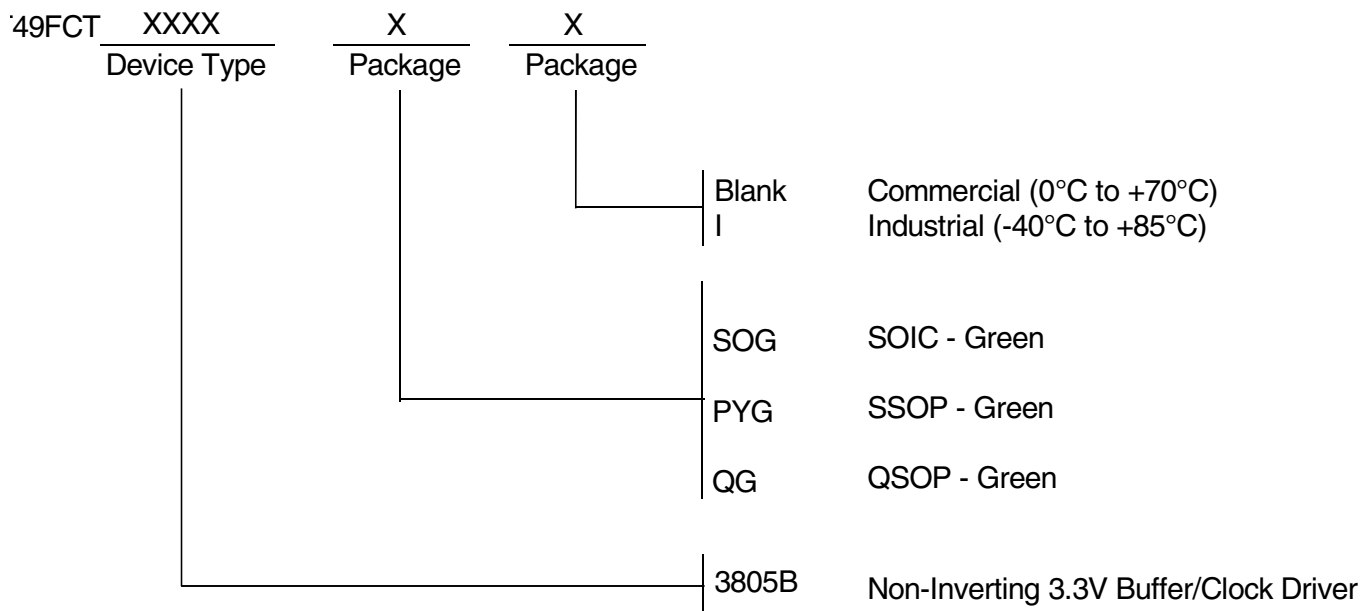 49FCT XXXX X X
Device Type Package Package
Blank Commercial (0°C to +70°C)
I Industrial (-40°C to +85°C)
SOG SOIC - Green
PYG SSOP - Green
QG QSOP - Green
3805B Non-Inverting 3.3V Buffer/Clock Driver